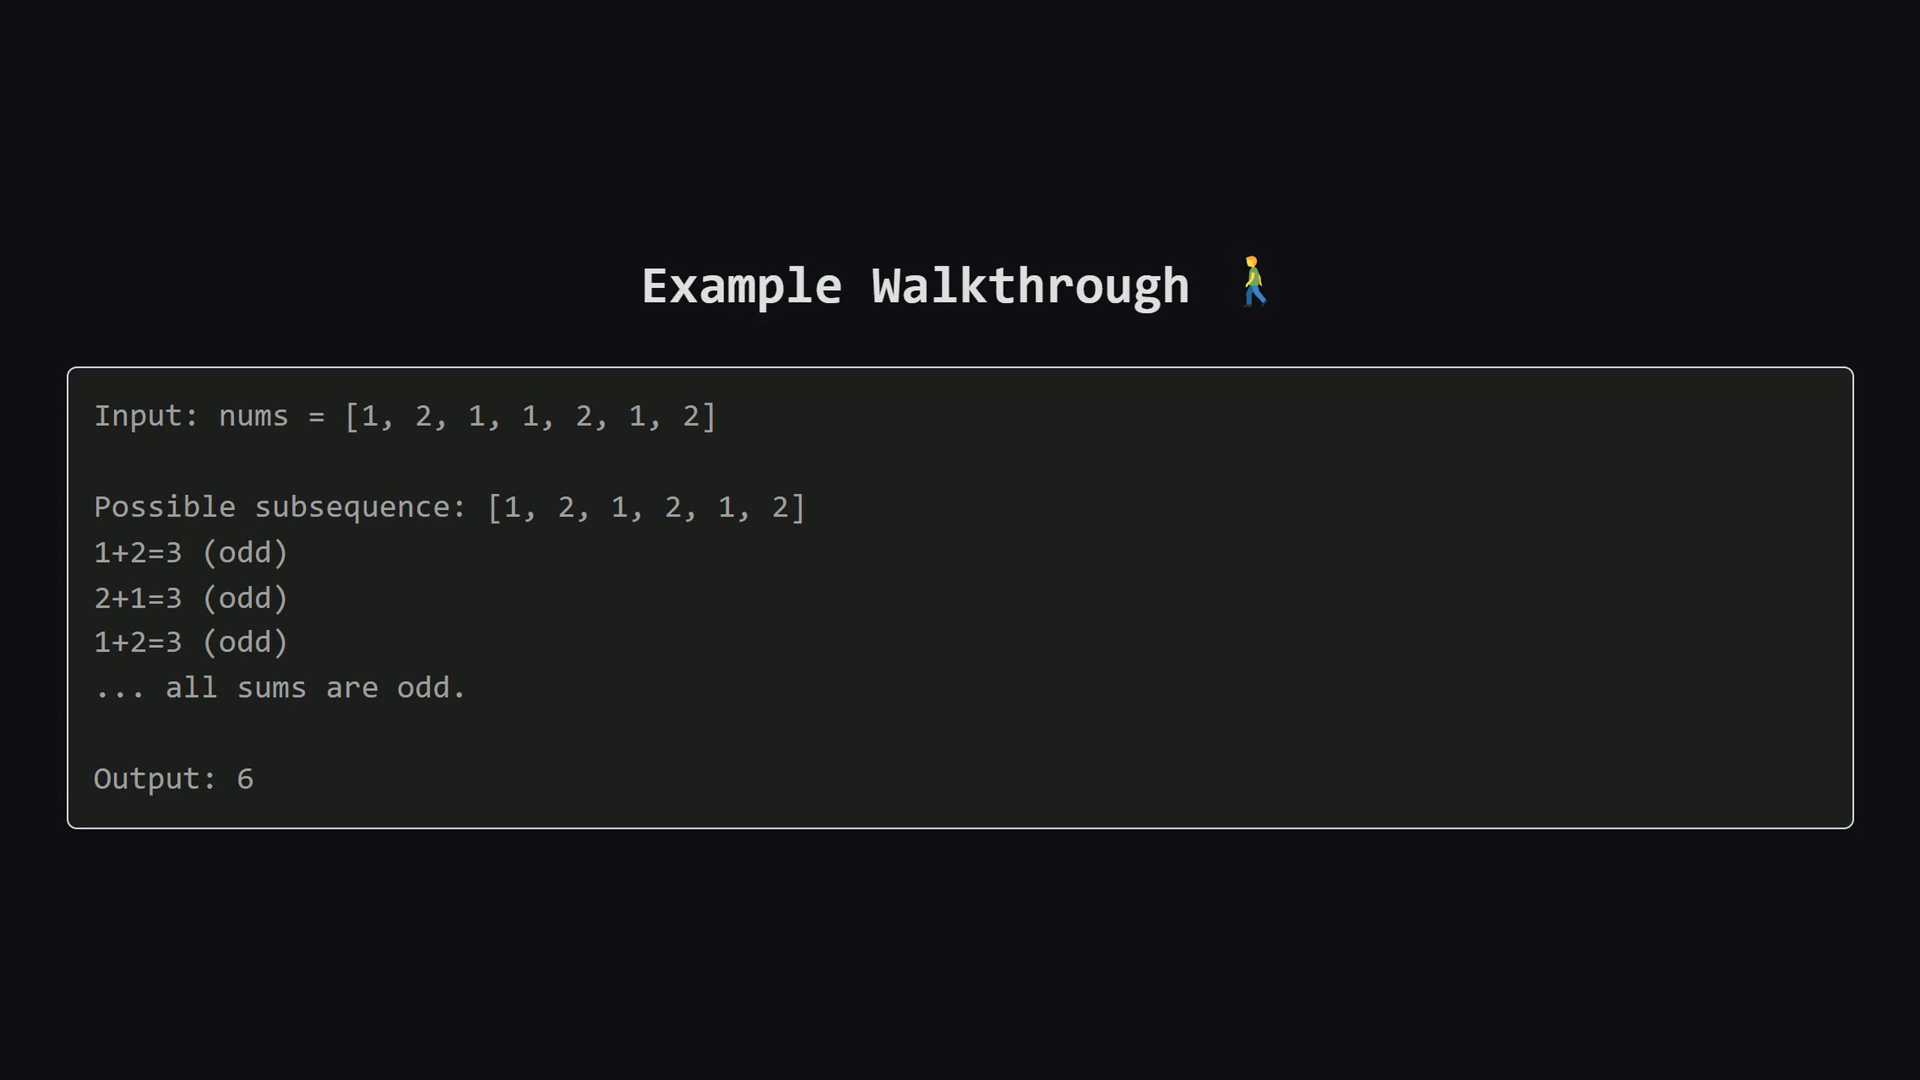 Example Walkthrough 🚶
Input: nums = [1, 2, 1, 1, 2, 1, 2]
Possible subsequence: [1, 2, 1, 2, 1, 2]
1+2=3 (odd)
2+1=3 (odd)
1+2=3 (odd)
... all sums are odd.
Output: 6